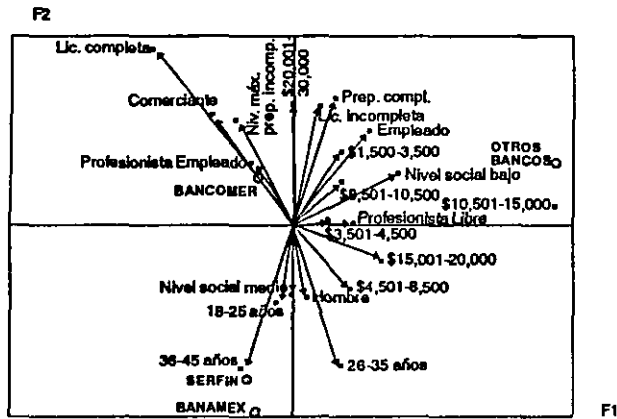 F2
Lic. completa
Niv. máx.
prep. incomp.
$20,001-
30,000
Prep. compt.
Comerciante
Lic. incompleta
Empleado
$1,500-3,500
OTROS
BANCOS
Profesionista Empleado
Nivel social bajo
BANCOMER
$8,501-10,500
$10,501-15,000
Profesionista Libre
$3,501-4,500
$15,001-20,000
Nivel social medio
Hombre
$4,501-8,500
18-25 años
36-45 años
26-35 años
SERFIN
BANAMEX
F1